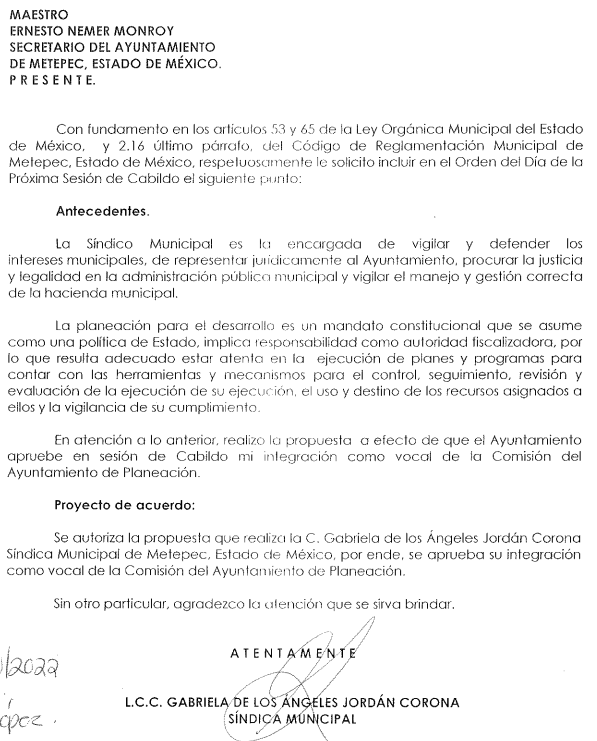 MAESTRO
ERNESTO NEMER MONROY
SECRETARIO DEL AYUNTAMIENTO
DE METEPEC, ESTADO DE MÉXICO.
P R E S E N T E.
Con fundamento en los artículos 53 y 65 de la Ley Orgánica Municipal del Estado
de México, y 2.16 último párrafo, del Código de Reglamentación Municipal de
Metepec, Estado de México, respetuosamente le solicito incluir en el Orden del Día de la
Próxima Sesión de Cabildo el siguiente punto:
Antecedentes.
La Síndico Municipal es la encargada de vigilar y defender los
intereses municipales, de representar jurídicamente al Ayuntamiento, procurar la justicia
y legalidad en la administración pública municipal y vigilar el manejo y gestión correcta
de la hacienda municipal.
La planeación para el desarrollo es un mandato constitucional que se asume
como una política de Estado, implica responsabilidad como autoridad fiscalizadora, por
lo que resulta adecuado estar atenta en la ejecución de planes y programas para
contar con las herramientas y mecanismos para el control, seguimiento, revisión y
evaluación de la ejecución de su ejecución, el uso y destino de los recursos asignados a
ellos y la vigilancia de su cumplimiento.
En atención a lo anterior, realizo la propuesta a efecto de que el Ayuntamiento
apruebe en sesión de Cabildo mi integración como vocal de la Comisión del
Ayuntamiento de Planeación.
Proyecto de acuerdo:
Se autoriza la propuesta que realiza la C. Gabriela de los Ángeles Jordán Corona
Síndica Municipal de Metepec, Estado de México, por ende, se aprueba su integración
como vocal de la Comisión del Ayuntamiento de Planeación.
Sin otro particular, agradezco la atención que se sirva brindar.
A T E N T A M E N T E
/2022
L.C.C. GABRIELA DE LOS ÁNGELES JORDÁN CORONA
SÍNDICA MUNICIPAL